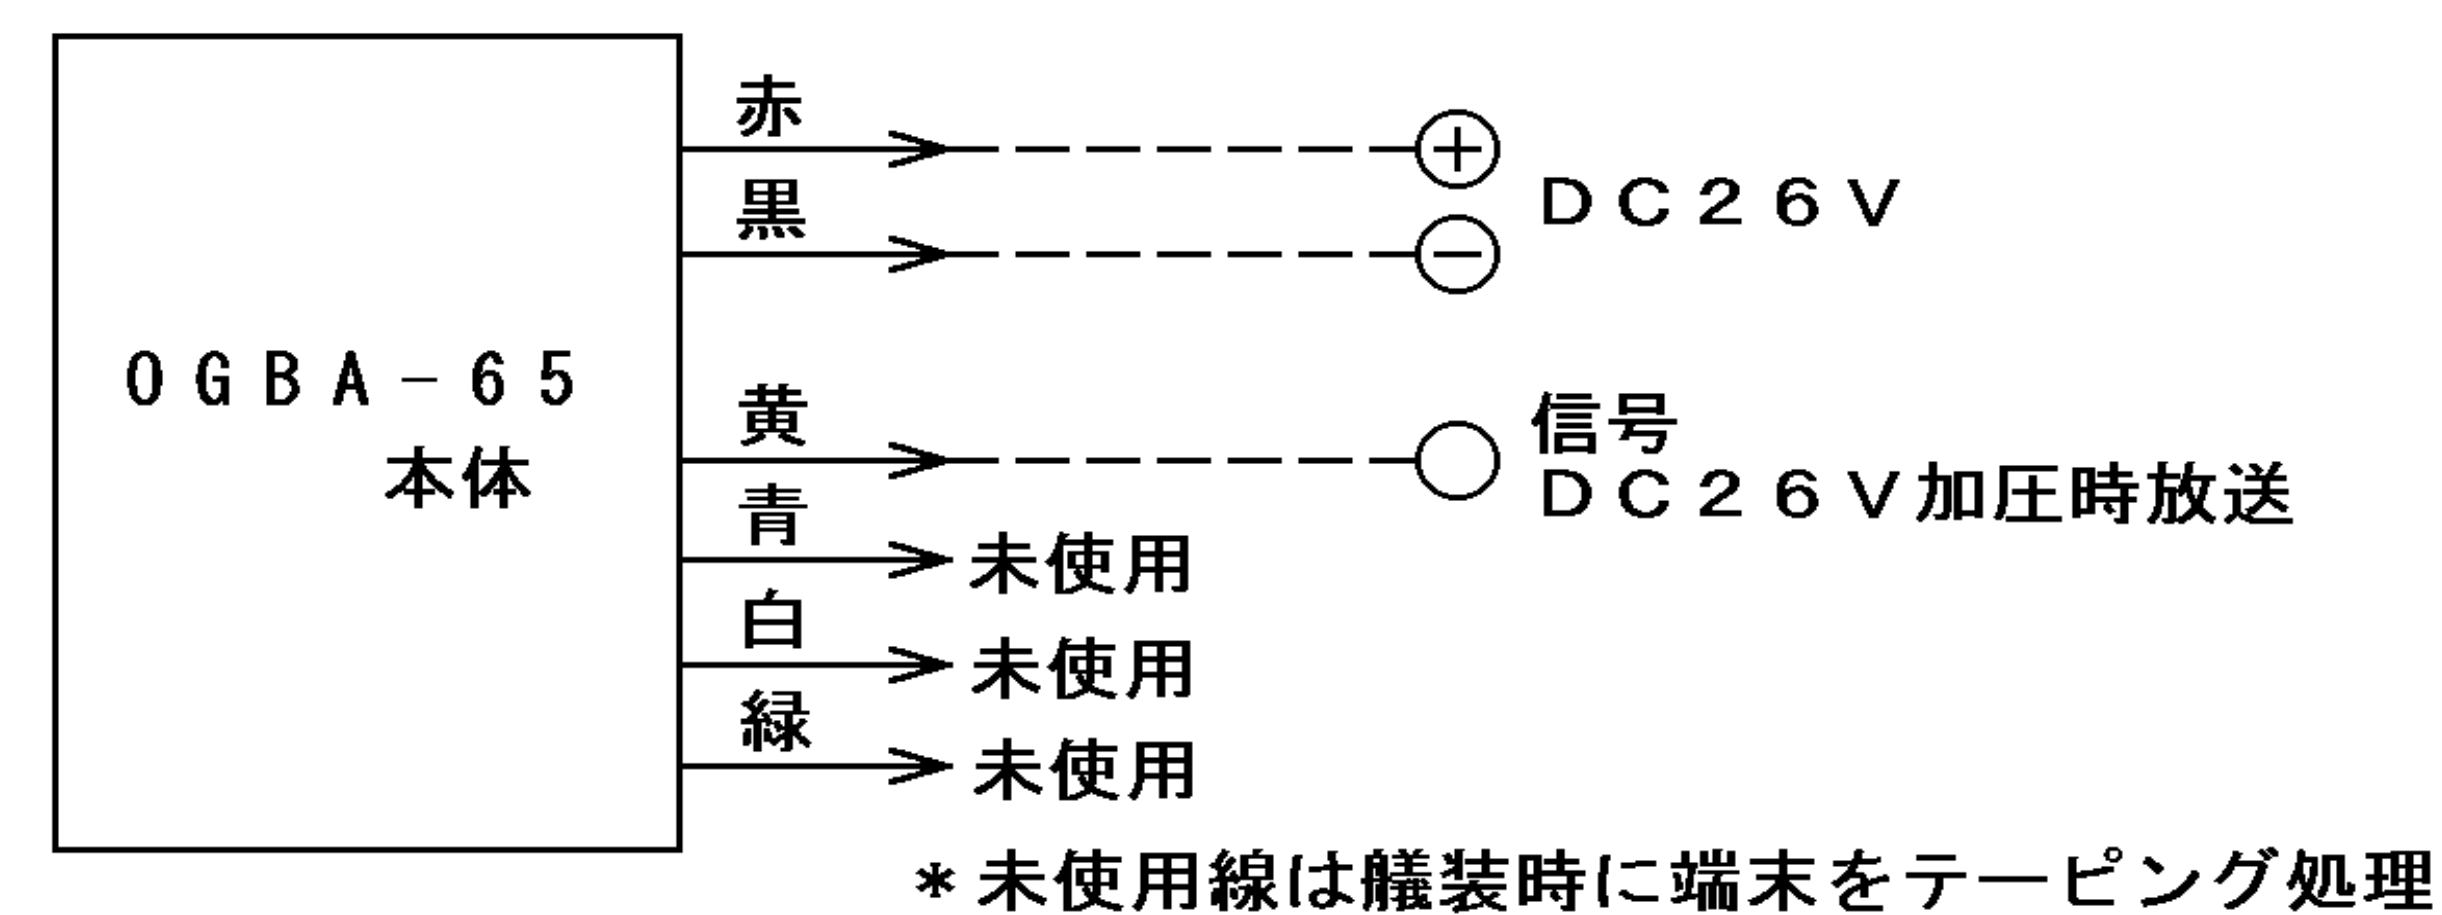 赤
⊕
黒
DC26V
⊖
OGBA-65
本体
黄
信号
DC26V加圧時放送
青
未使用
白
未使用
緑
未使用
*未使用線は艤装時に端末をテーピング処理